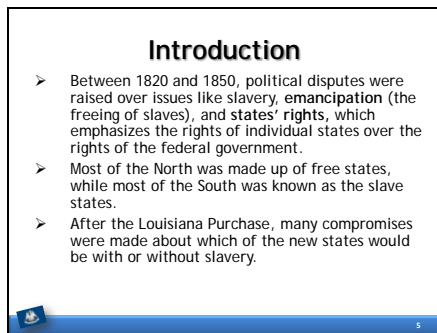 Introduction
➢ Between 1820 and 1850, political disputes were
raised over issues like slavery, emancipation (the
freeing of slaves), and states' rights, which
emphasizes the rights of individual states over the
rights of the federal government.
➢ Most of the North was made up of free states,
while most of the South was known as the slave
states.
➢ After the Louisiana Purchase, many compromises
were made about which of the new states would
be with or without slavery.
5